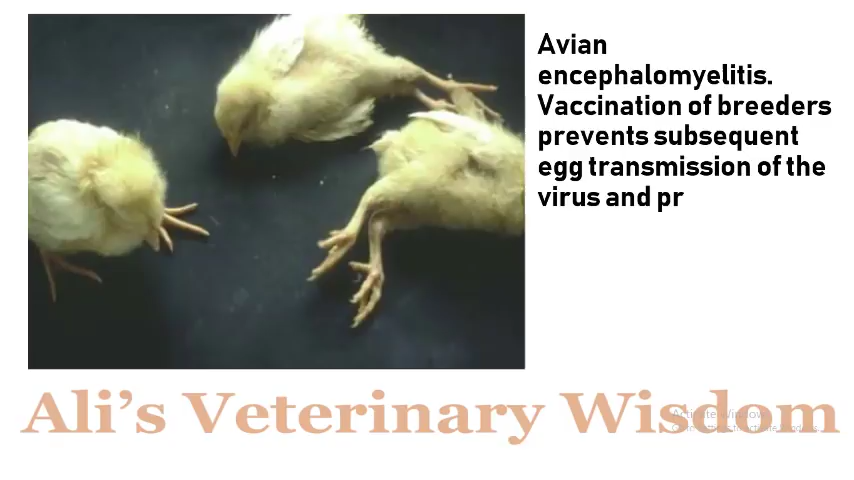 Avian
encephalomyelitis.
Vaccination of breeders
prevents subsequent
egg transmission of the
virus and pr
Ali's Veterinary Wisdom
Activate Windows